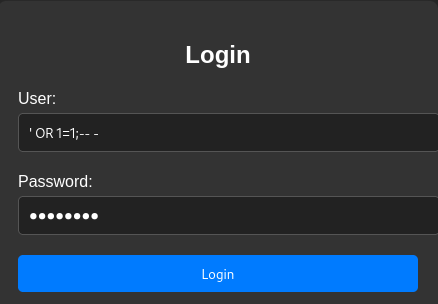 Login
User:
' OR 1=1;-- -
Password:
●●●●●●●●
Login